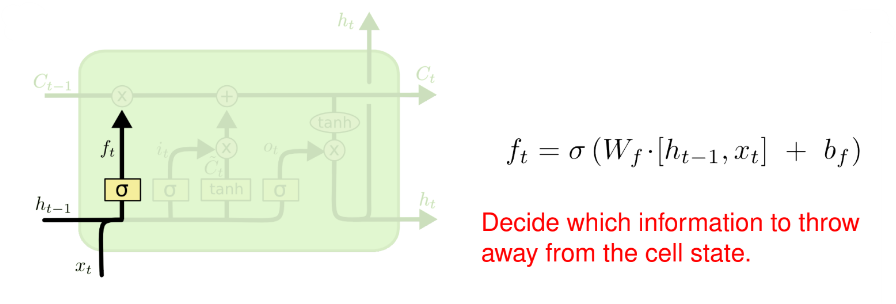 h_t
C_{t-1}
C_t
x
+
tanh
f_t
i_t
o_t
x
x
C̃_t
σ
σ
tanh
σ
h_{t-1}
h_t
x_t
f_t = σ (W_f·[h_{t-1}, x_t] + b_f)
Decide which information to throw
away from the cell state.